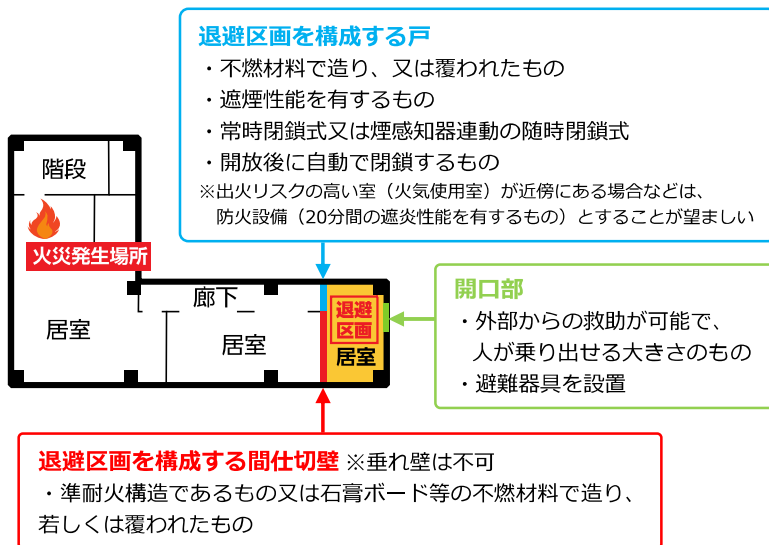 退避区画を構成する戸
・不燃材料で造り、又は覆われたもの
・遮煙性能を有するもの
・常時閉鎖式又は煙感知器連動の随時閉鎖式
・開放後に自動で閉鎖するもの
※出火リスクの高い室（火気使用室）が近傍にある場合などは、
防火設備（20分間の遮炎性能を有するもの）とすることが望ましい
階段
火災発生場所
居室
廊下
居室
退避
区画
居室
開口部
・外部からの救助が可能で、
人が乗り出せる大きさのもの
・避難器具を設置
退避区画を構成する間仕切壁 ※垂れ壁は不可
・準耐火構造であるもの又は石膏ボード等の不燃材料で造り、
若しくは覆われたもの